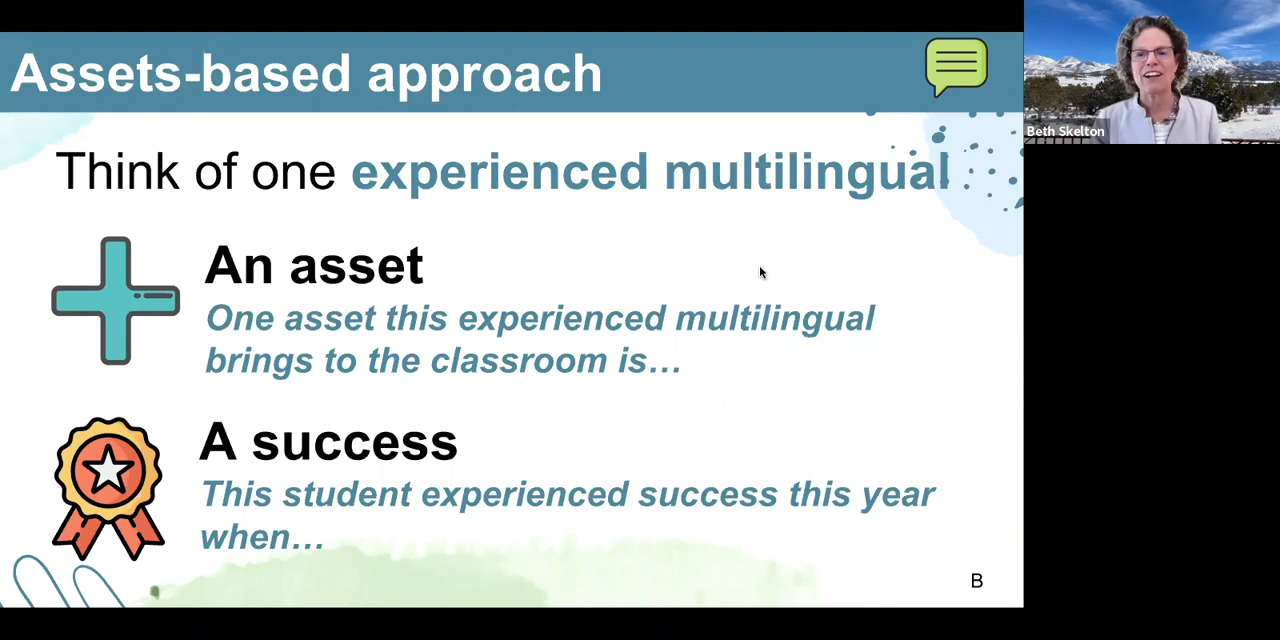 Assets-based approach
Think of one experienced multilingual
An asset
One asset this experienced multilingual
brings to the classroom is…
A success
This student experienced success this year
when…
B
Beth Skelton